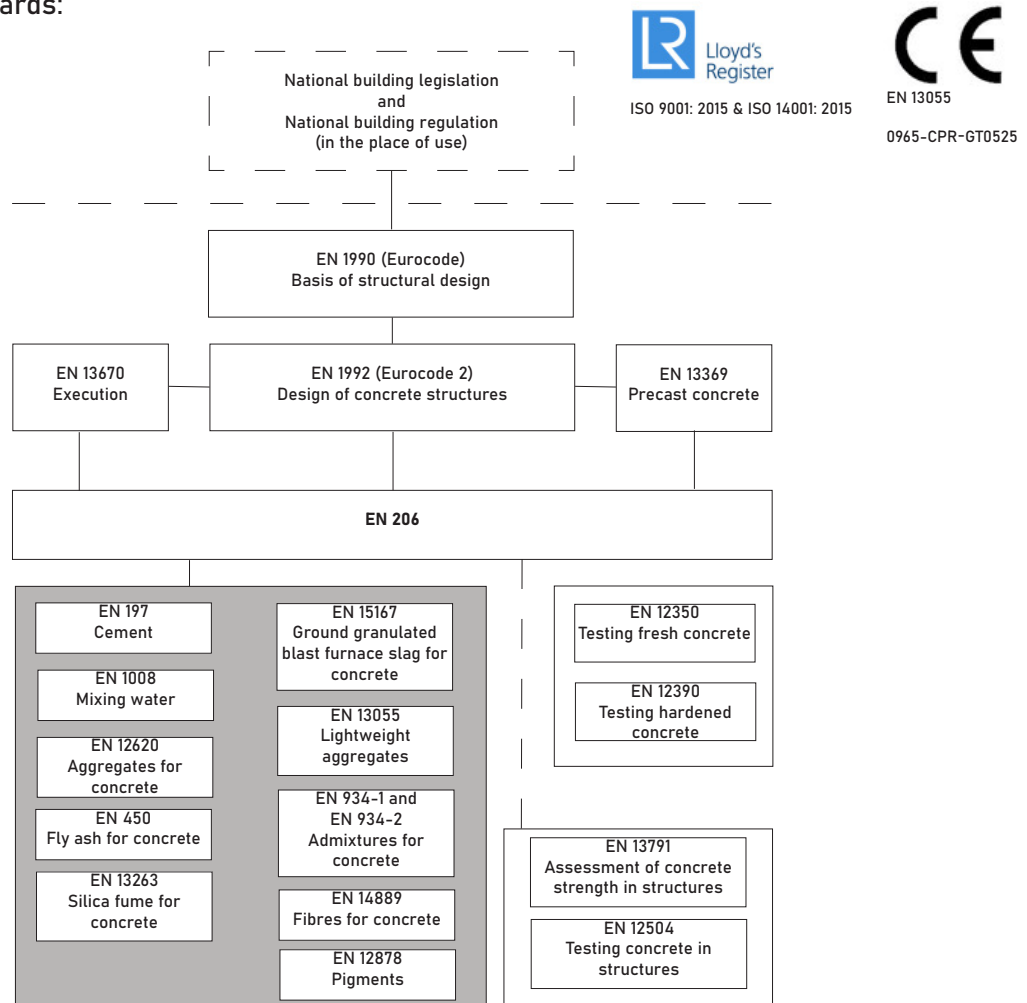 ards:
LR
Lloyd's
Register
ISO 9001: 2015 & ISO 14001: 2015
CE
EN 13055
0965-CPR-GT0525
National building legislation
and
National building regulation
(in the place of use)
EN 1990 (Eurocode)
Basis of structural design
EN 13670
Execution
EN 1992 (Eurocode 2)
Design of concrete structures
EN 13369
Precast concrete
EN 206
EN 197
Cement
EN 1008
Mixing water
EN 12620
Aggregates for
concrete
EN 450
Fly ash for concrete
EN 13263
Silica fume for
concrete
EN 15167
Ground granulated
blast furnace slag for
concrete
EN 13055
Lightweight
aggregates
EN 934-1 and
EN 934-2
Admixtures for
concrete
EN 14889
Fibres for concrete
EN 12878
Pigments
EN 12350
Testing fresh concrete
EN 12390
Testing hardened
concrete
EN 13791
Assessment of concrete
strength in structures
EN 12504
Testing concrete in
structures